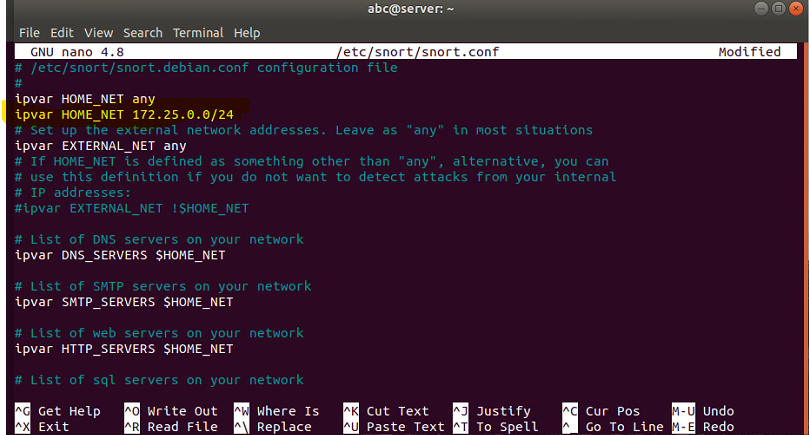 abc@server: ~
File Edit View Search Terminal Help
GNU nano 4.8 /etc/snort/snort.conf Modified
# /etc/snort/snort.debian.conf configuration file
#
ipvar HOME_NET any
ipvar HOME_NET 172.25.0.0/24
# Set up the external network addresses. Leave as "any" in most situations
ipvar EXTERNAL_NET any
# If HOME_NET is defined as something other than "any", alternative, you can
# use this definition if you do not want to detect attacks from your internal
# IP addresses:
#ipvar EXTERNAL_NET !$HOME_NET
# List of DNS servers on your network
ipvar DNS_SERVERS $HOME_NET
# List of SMTP servers on your network
ipvar SMTP_SERVERS $HOME_NET
# List of web servers on your network
ipvar HTTP_SERVERS $HOME_NET
# List of sql servers on your network
^G Get Help ^O Write Out ^W Where Is ^K Cut Text ^J Justify ^C Cur Pos M-U Undo
^X Exit ^R Read File ^\ Replace ^U Paste Text ^T To Spell ^_ Go To Line M-E Redo